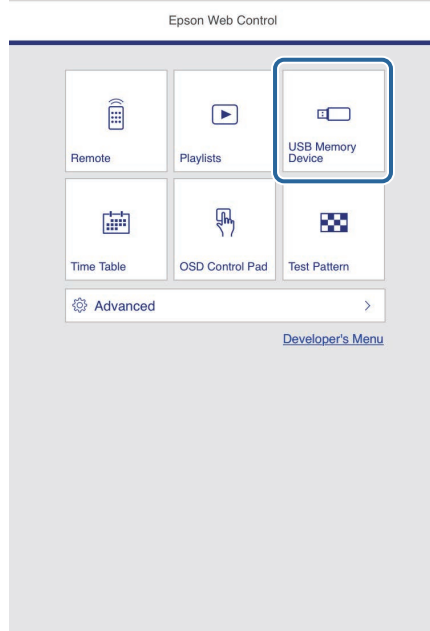 Epson Web Control
Remote
Playlists
USB Memory
Device
Time Table
OSD Control Pad
Test Pattern
Advanced
Developer's Menu